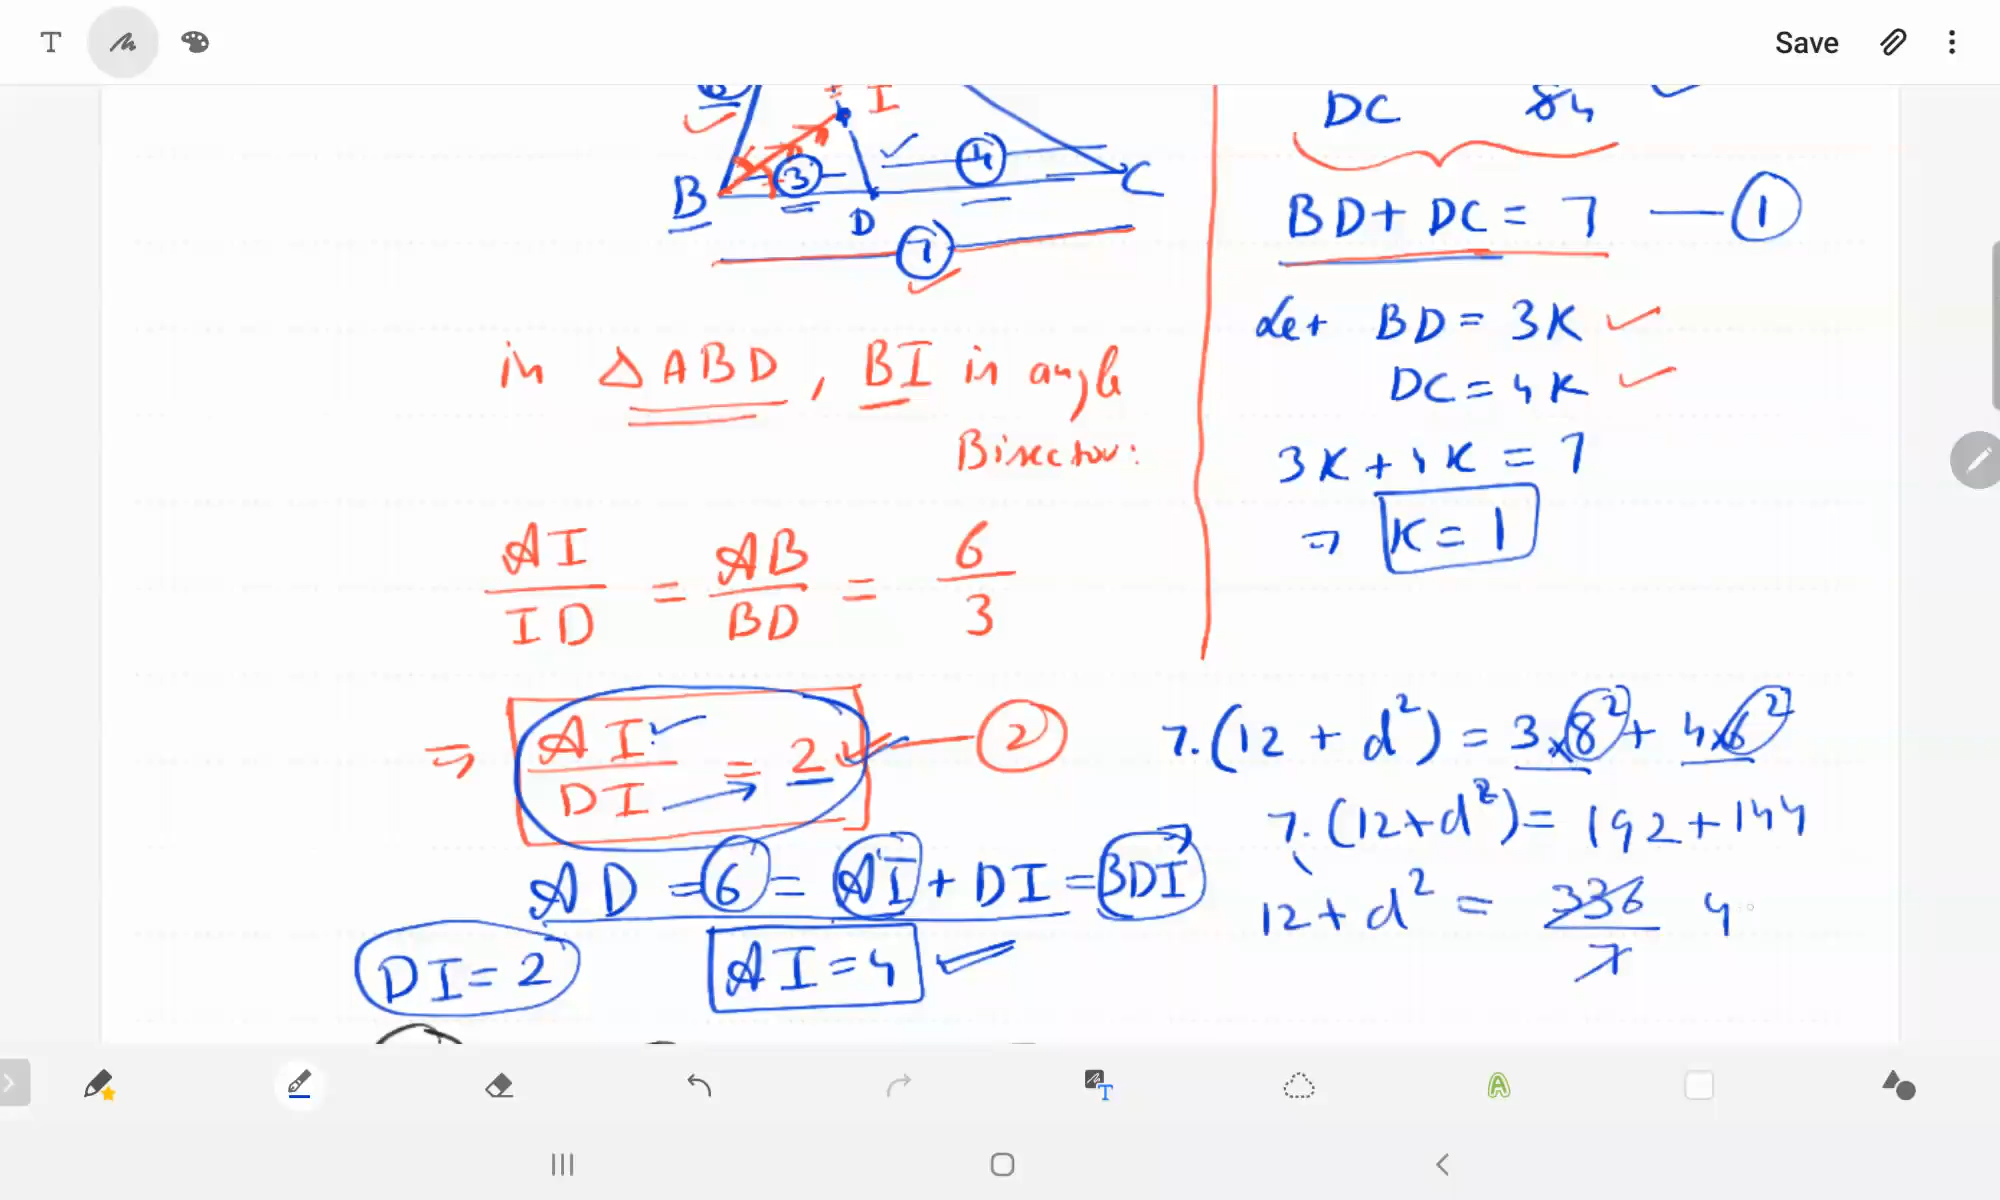 Save
I
DC 84
B 3 4 C
D
BD + DC = 7 — 1
7
Let BD = 3K
DC = 4K
in △ABD, BI in angle
Bisector:
3K + 4K = 7
⇒ K = 1
AI/ID = AB/BD = 6/3
⇒ AI/DI = 2 — 2
7.(12 + d²) = 3×8² + 4×6²
7.(12+d²) = 192+144
AD = 6 = AI + DI = 3DI
12 + d² = 336/7 4
DI = 2 AI = 4